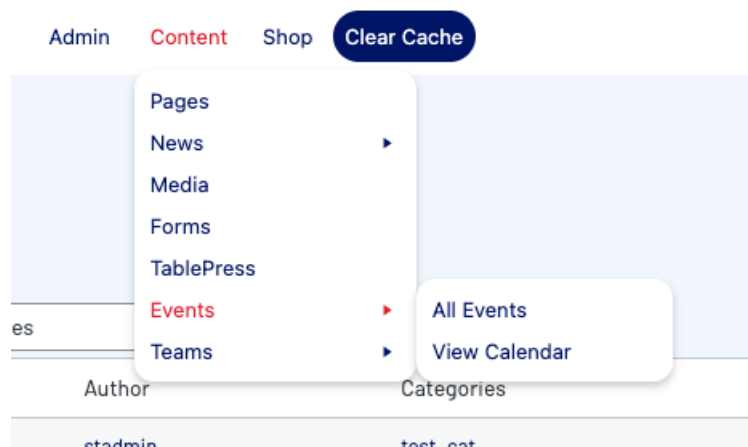 Admin Content Shop Clear Cache
Pages
News
Media
Forms
TablePress
Events All Events
es
Teams View Calendar
Author Categories
stadmin test_cat